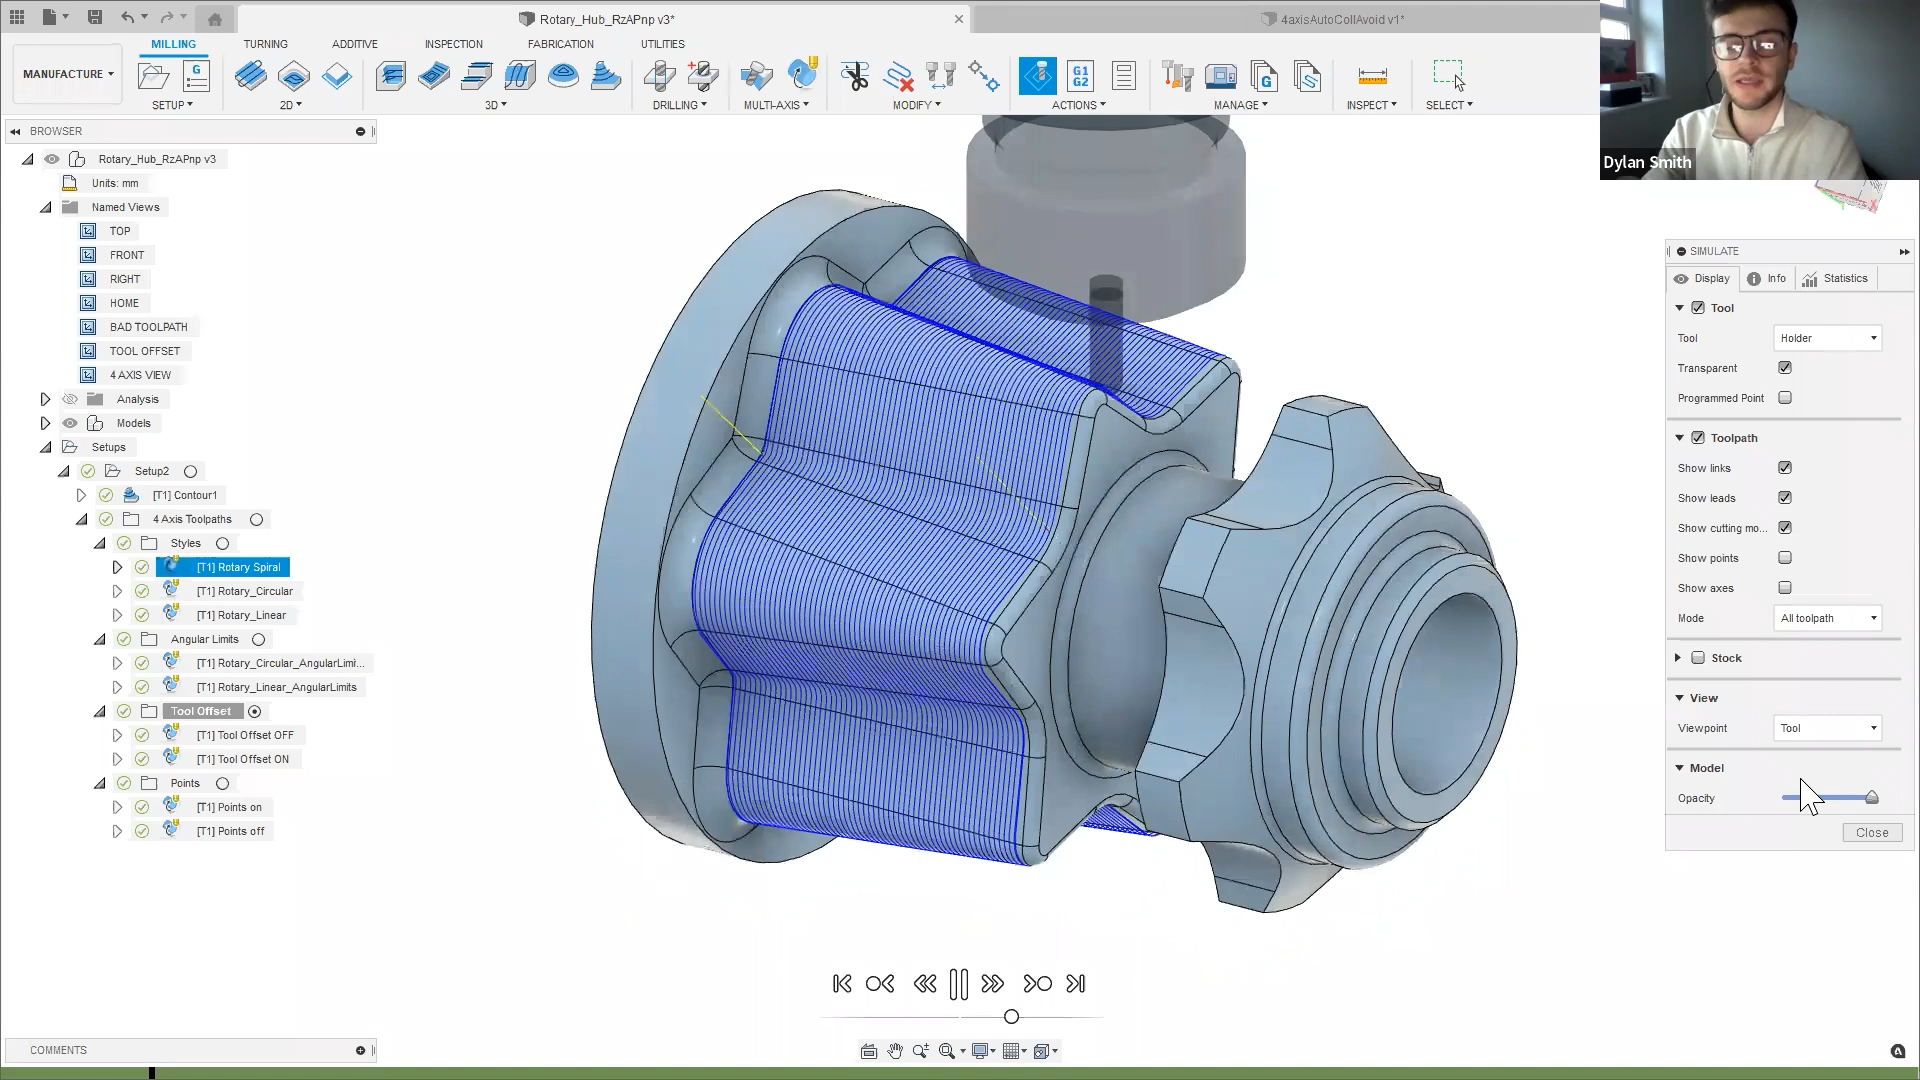 Rotary_Hub_RzAPnp v3*
4axisAutoCollAvoid v1*
MANUFACTURE
MILLING
TURNING
ADDITIVE
INSPECTION
FABRICATION
UTILITIES
SETUP
2D
3D
DRILLING
MULTI-AXIS
MODIFY
G1
G2
ACTIONS
MANAGE
INSPECT
SELECT
Dylan Smith
BROWSER
Rotary_Hub_RzAPnp v3
Units: mm
Named Views
TOP
FRONT
RIGHT
HOME
BAD TOOLPATH
TOOL OFFSET
4 AXIS VIEW
Analysis
Models
Setups
Setup2
[T1] Contour1
4 Axis Toolpaths
Styles
[T1] Rotary Spiral
[T1] Rotary_Circular
[T1] Rotary_Linear
Angular Limits
[T1] Rotary_Circular_AngularLimi...
[T1] Rotary_Linear_AngularLimits
Tool Offset
[T1] Tool Offset OFF
[T1] Tool Offset ON
Points
[T1] Points on
[T1] Points off
SIMULATE
Display
Info
Statistics
Tool
Tool
Holder
Transparent
Programmed Point
Toolpath
Show links
Show leads
Show cutting mo...
Show points
Show axes
Mode
All toolpath
Stock
View
Viewpoint
Tool
Model
Opacity
Close
COMMENTS